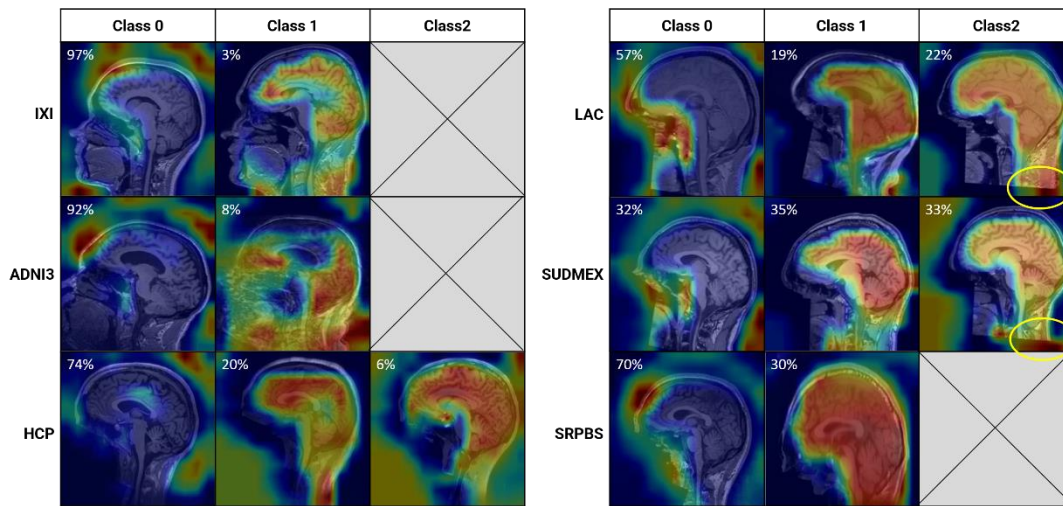 Class 0 Class 1 Class2
IXI 97% 3%
ADNI3 92% 8%
HCP 74% 20% 6%
Class 0 Class 1 Class2
LAC 57% 19% 22%
SUDMEX 32% 35% 33%
SRPBS 70% 30%